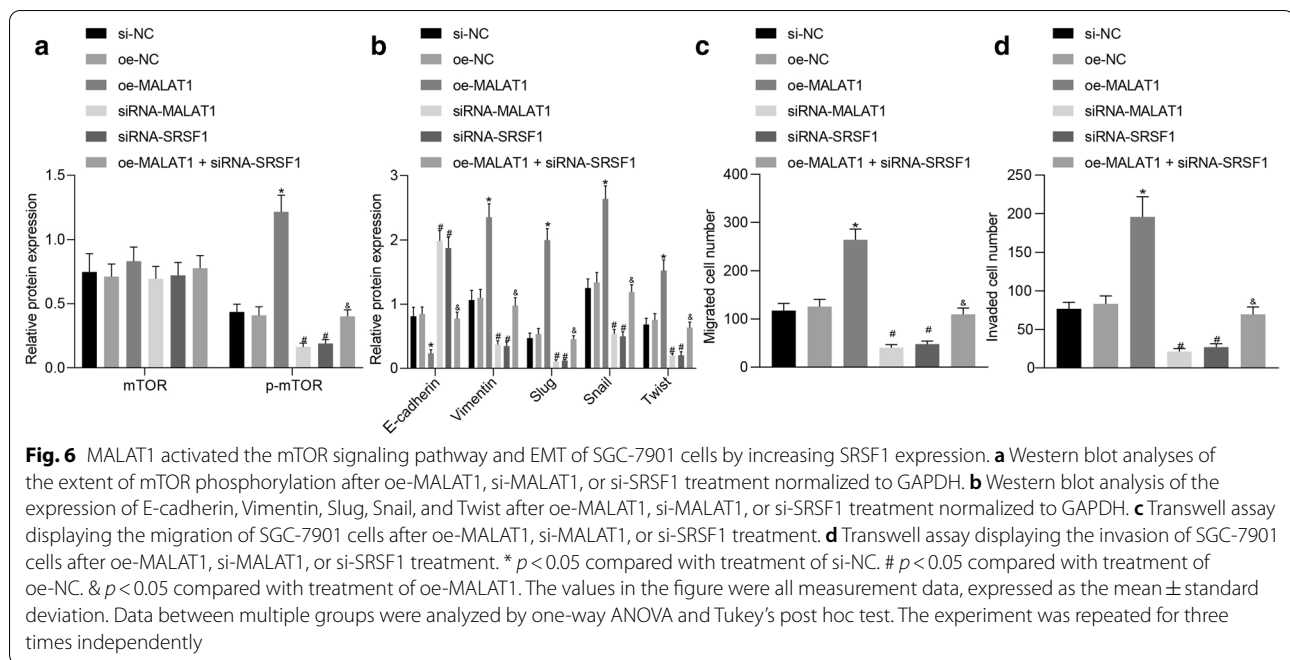 a
si-NC
oe-NC
oe-MALAT1
siRNA-MALAT1
siRNA-SRSF1
oe-MALAT1 + siRNA-SRSF1
Relative protein expression
1.5
1.0
0.5
0.0
*
#
#
&
mTOR
p-mTOR
b
si-NC
oe-NC
oe-MALAT1
siRNA-MALAT1
siRNA-SRSF1
oe-MALAT1 + siRNA-SRSF1
Relative protein expression
3
2
1
0
*
#
#
&
*
#
#
&
*
#
#
&
*
#
#
&
*
#
#
&
E-cadherin
Vimentin
Slug
Snail
Twist
c
si-NC
oe-NC
oe-MALAT1
siRNA-MALAT1
siRNA-SRSF1
oe-MALAT1 + siRNA-SRSF1
Migrated cell number
400
300
200
100
0
*
#
#
&
d
si-NC
oe-NC
oe-MALAT1
siRNA-MALAT1
siRNA-SRSF1
oe-MALAT1 + siRNA-SRSF1
Invaded cell number
250
200
150
100
50
0
*
#
#
&
Fig. 6 MALAT1 activated the mTOR signaling pathway and EMT of SGC-7901 cells by increasing SRSF1 expression. a Western blot analyses of
the extent of mTOR phosphorylation after oe-MALAT1, si-MALAT1, or si-SRSF1 treatment normalized to GAPDH. b Western blot analysis of the
expression of E-cadherin, Vimentin, Slug, Snail, and Twist after oe-MALAT1, si-MALAT1, or si-SRSF1 treatment normalized to GAPDH. c Transwell assay
displaying the migration of SGC-7901 cells after oe-MALAT1, si-MALAT1, or si-SRSF1 treatment. d Transwell assay displaying the invasion of SGC-7901
cells after oe-MALAT1, si-MALAT1, or si-SRSF1 treatment. * p < 0.05 compared with treatment of si-NC. # p < 0.05 compared with treatment of
oe-NC. & p < 0.05 compared with treatment of oe-MALAT1. The values in the figure were all measurement data, expressed as the mean ± standard
deviation. Data between multiple groups were analyzed by one-way ANOVA and Tukey's post hoc test. The experiment was repeated for three
times independently